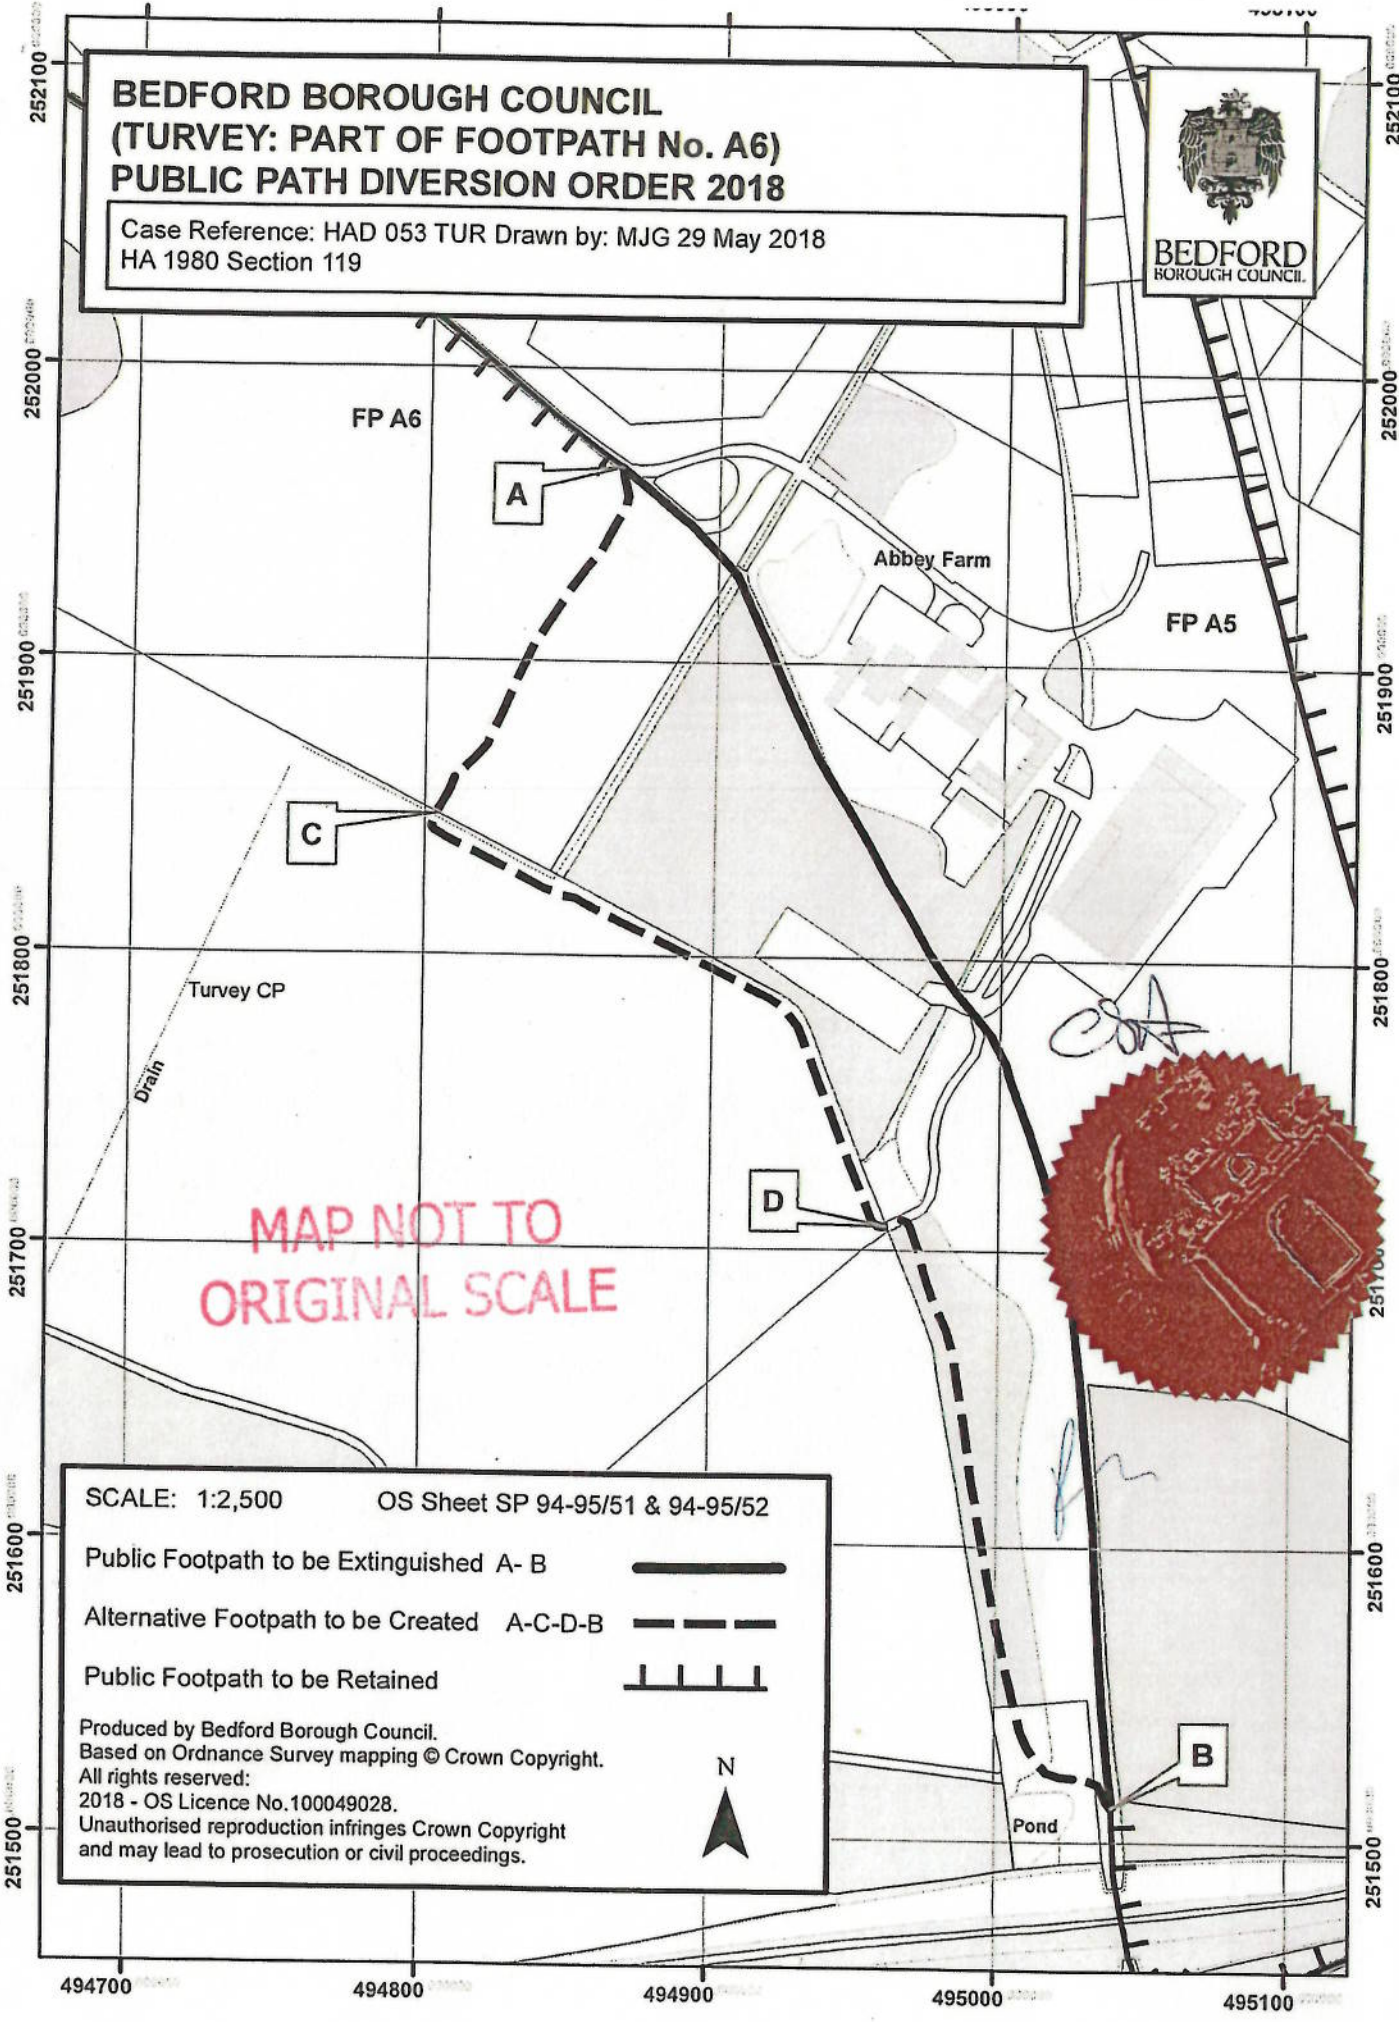 BEDFORD BOROUGH COUNCIL
(TURVEY: PART OF FOOTPATH No. A6)
PUBLIC PATH DIVERSION ORDER 2018
Case Reference: HAD 053 TUR Drawn by: MJG 29 May 2018
HA 1980 Section 119
BEDFORD
BOROUGH COUNCIL
252100
252100
252000
252000
FP A6
A
Abbey Farm
FP A5
251900
251900
C
251800
251800
Turvey CP
Drain
D
MAP NOT TO
ORIGINAL SCALE
251700
251700
SCALE: 1:2,500 OS Sheet SP 94-95/51 & 94-95/52
Public Footpath to be Extinguished A- B
Alternative Footpath to be Created A-C-D-B
Public Footpath to be Retained
Produced by Bedford Borough Council.
Based on Ordnance Survey mapping © Crown Copyright.
All rights reserved:
2018 - OS Licence No.100049028.
Unauthorised reproduction infringes Crown Copyright
and may lead to prosecution or civil proceedings.
N
251600
251600
B
Pond
251500
251500
494700
494800
494900
495000
495100